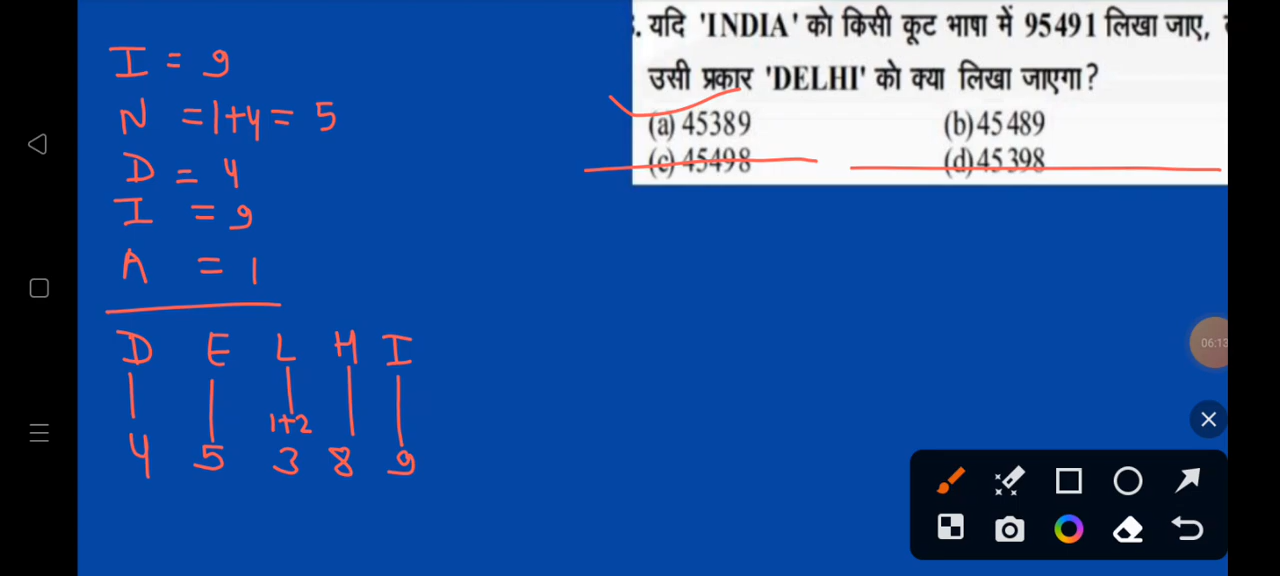 . यदि 'INDIA' को किसी कूट भाषा में 95491 लिखा जाए,
उसी प्रकार 'DELHI' को क्या लिखा जाएगा?
(a) 45389 (b) 45489
(c) 45498 (d) 45398
I = 9
N = 1+4 = 5
D = 4
I = 9
A = 1
D E L H I
1+2
4 5 3 8 9
06:13